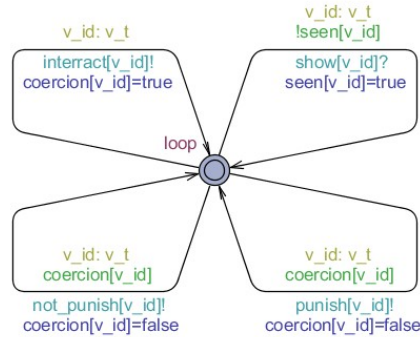 v_id: v_t
interract[v_id]!
coercion[v_id]=true
v_id: v_t
!seen[v_id]
show[v_id]?
seen[v_id]=true
loop
v_id: v_t
coercion[v_id]
not_punish[v_id]!
coercion[v_id]=false
v_id: v_t
coercion[v_id]
punish[v_id]!
coercion[v_id]=false